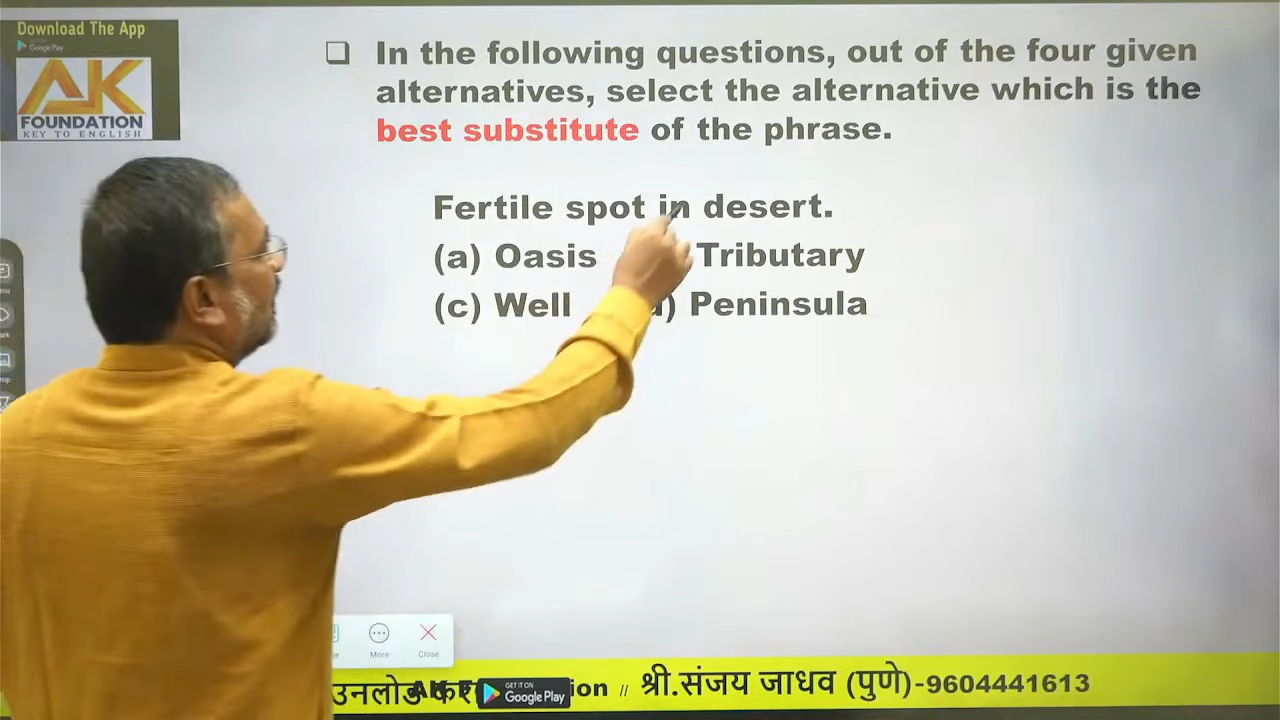 Download The App
Google Play
AK
FOUNDATION
KEY TO ENGLISH
❑ In the following questions, out of the four given
alternatives, select the alternative which is the
best substitute of the phrase.
Fertile spot in desert.
(a) Oasis Tributary
(c) Well d) Peninsula
More Close
GET IT ON
Google Play
ion // श्री.संजय जाधव (पुणे)-9604441613